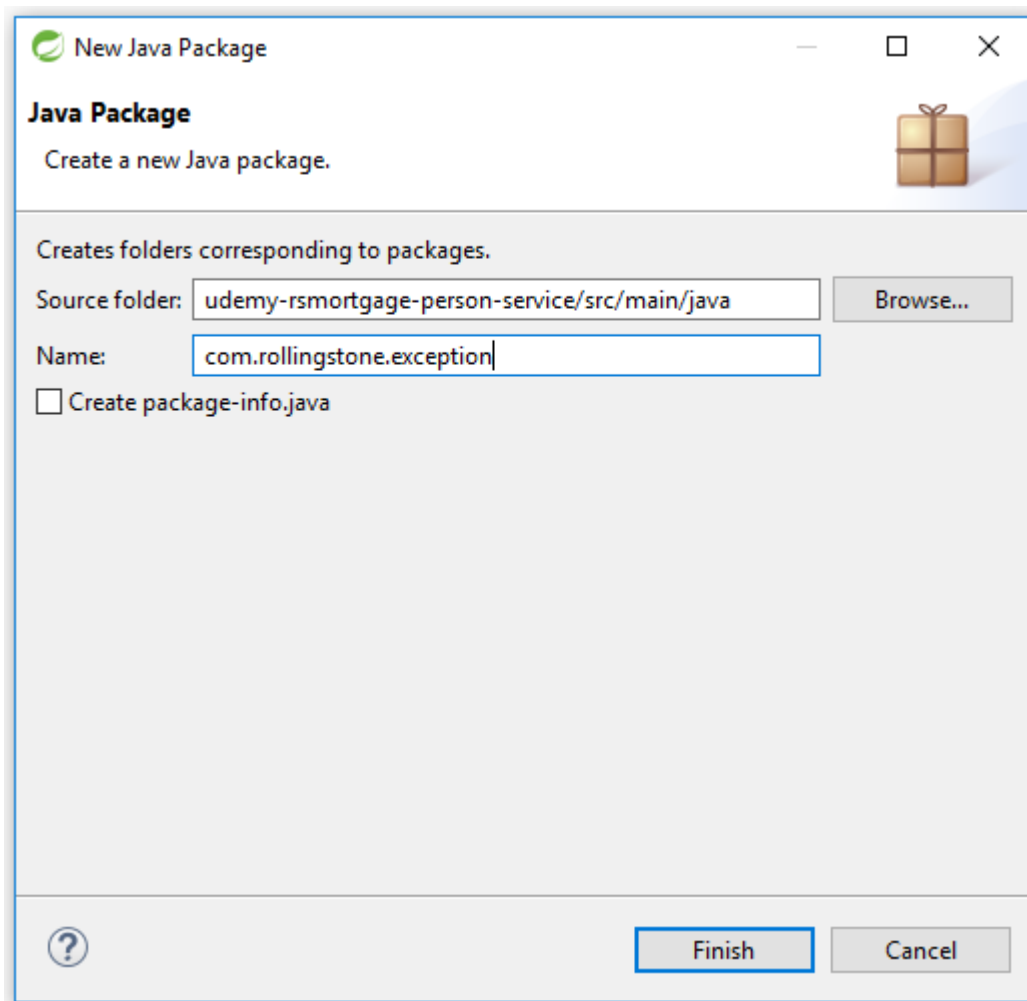 New Java Package
Java Package
Create a new Java package.
Creates folders corresponding to packages.
Source folder: udemy-rsmortgage-person-service/src/main/java Browse...
Name: com.rollingstone.exception
Create package-info.java
? Finish Cancel